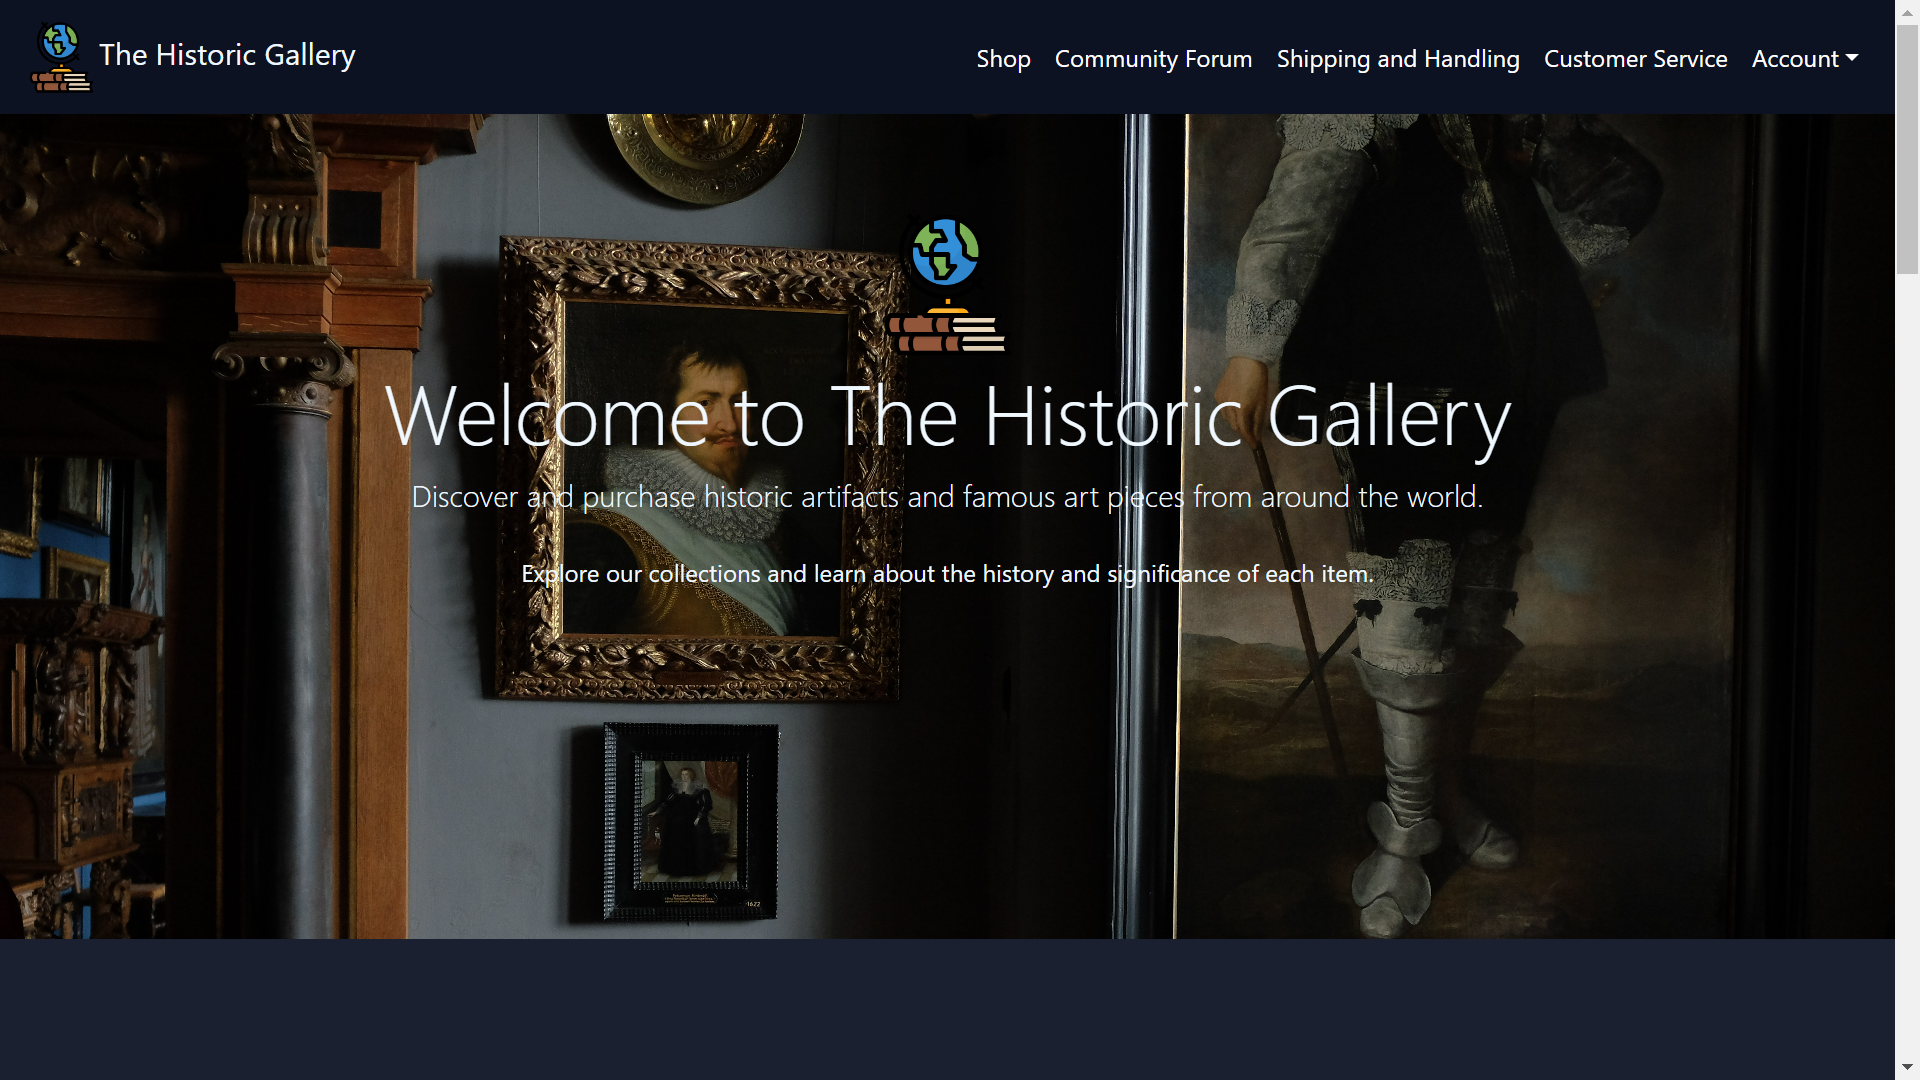 The Historic Gallery
Shop Community Forum Shipping and Handling Customer Service Account
Welcome to The Historic Gallery
Discover and purchase historic artifacts and famous art pieces from around the world.
Explore our collections and learn about the history and significance of each item.
1622